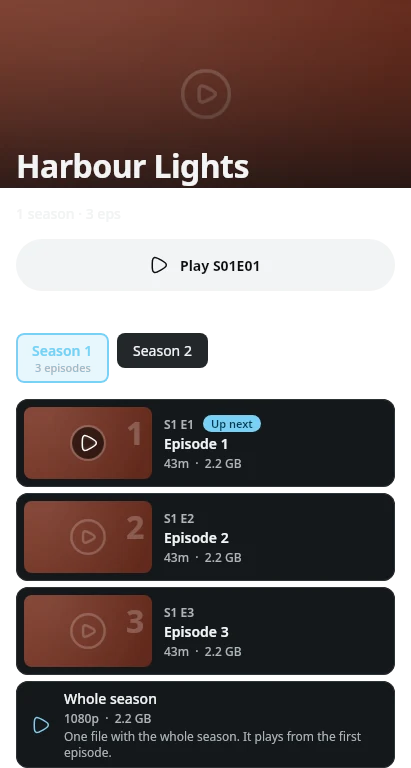 Harbour Lights
1 season · 3 eps
Play S01E01
Season 1
3 episodes
Season 2
1
S1 E1 Up next
Episode 1
43m · 2.2 GB
2
S1 E2
Episode 2
43m · 2.2 GB
3
S1 E3
Episode 3
43m · 2.2 GB
Whole season
1080p · 2.2 GB
One file with the whole season. It plays from the first
episode.